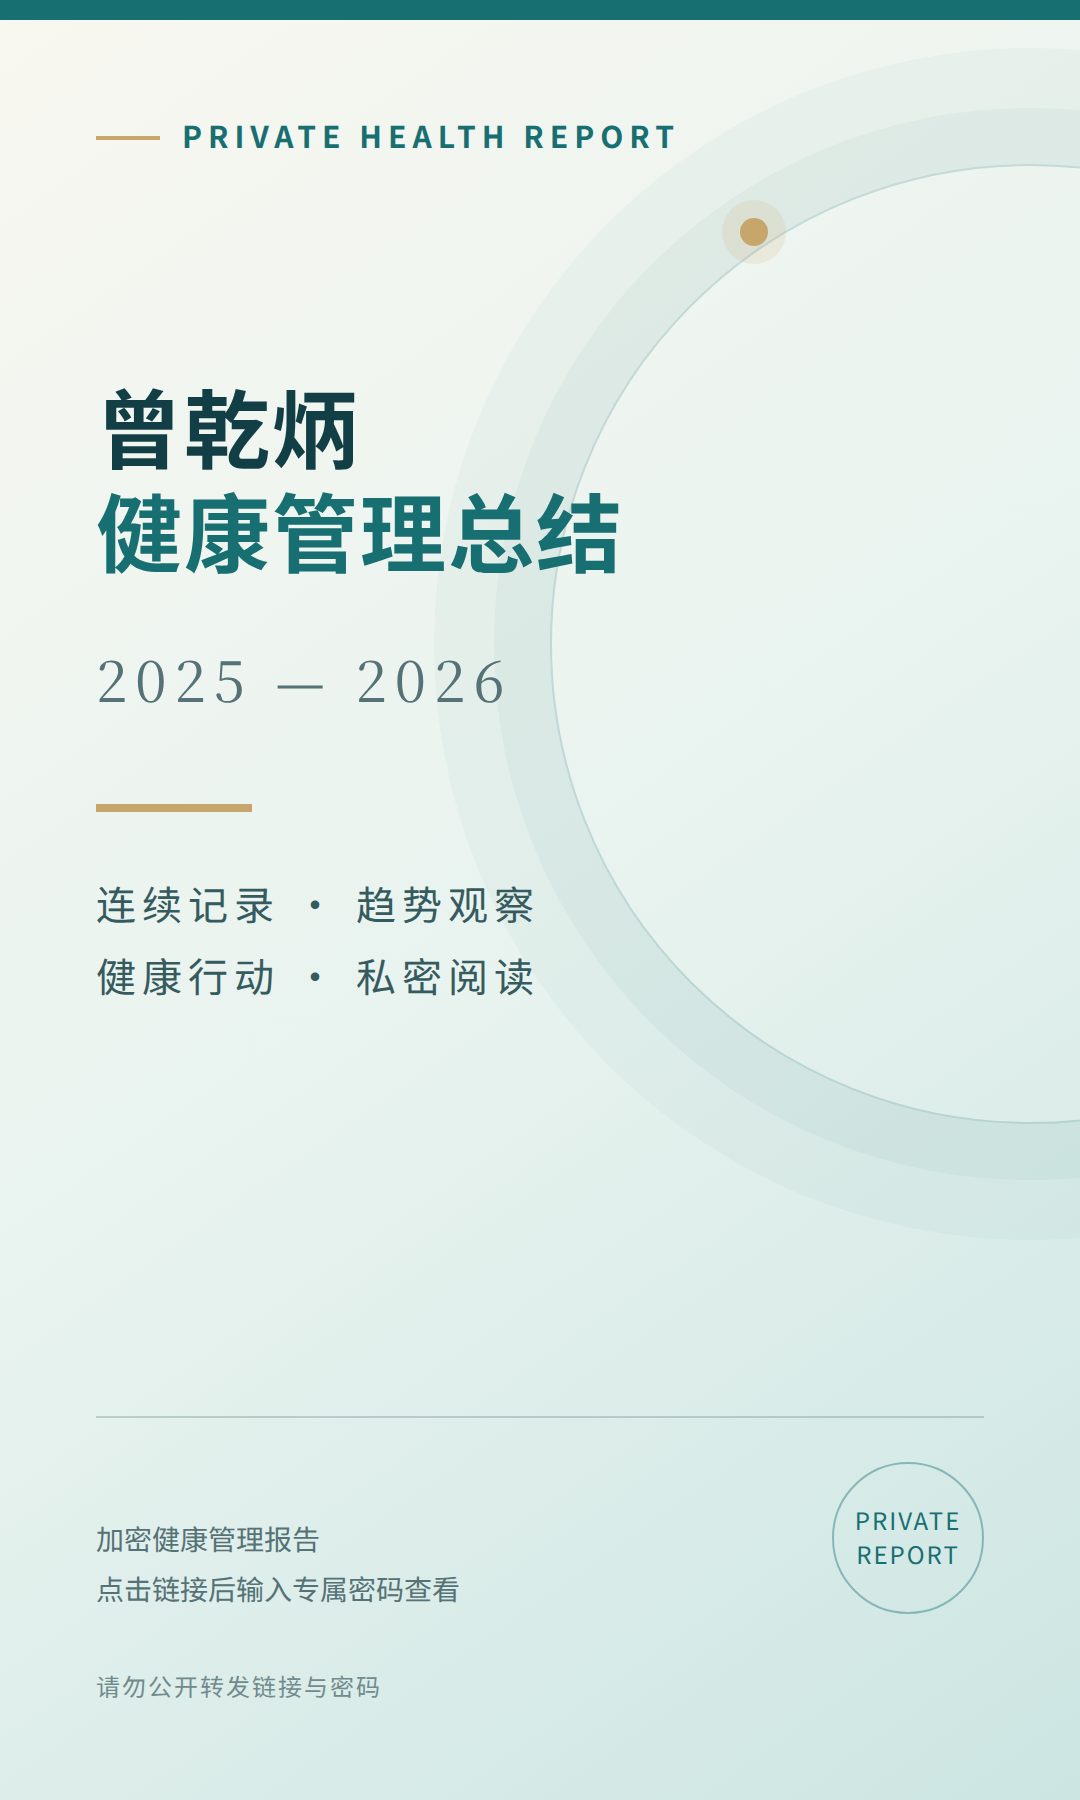 PRIVATE HEALTH REPORT
曾乾炳
健康管理总结
2025 — 2026
连续记录 · 趋势观察
健康行动 · 私密阅读
加密健康管理报告
点击链接后输入专属密码查看
PRIVATE
REPORT
请勿公开转发链接与密码